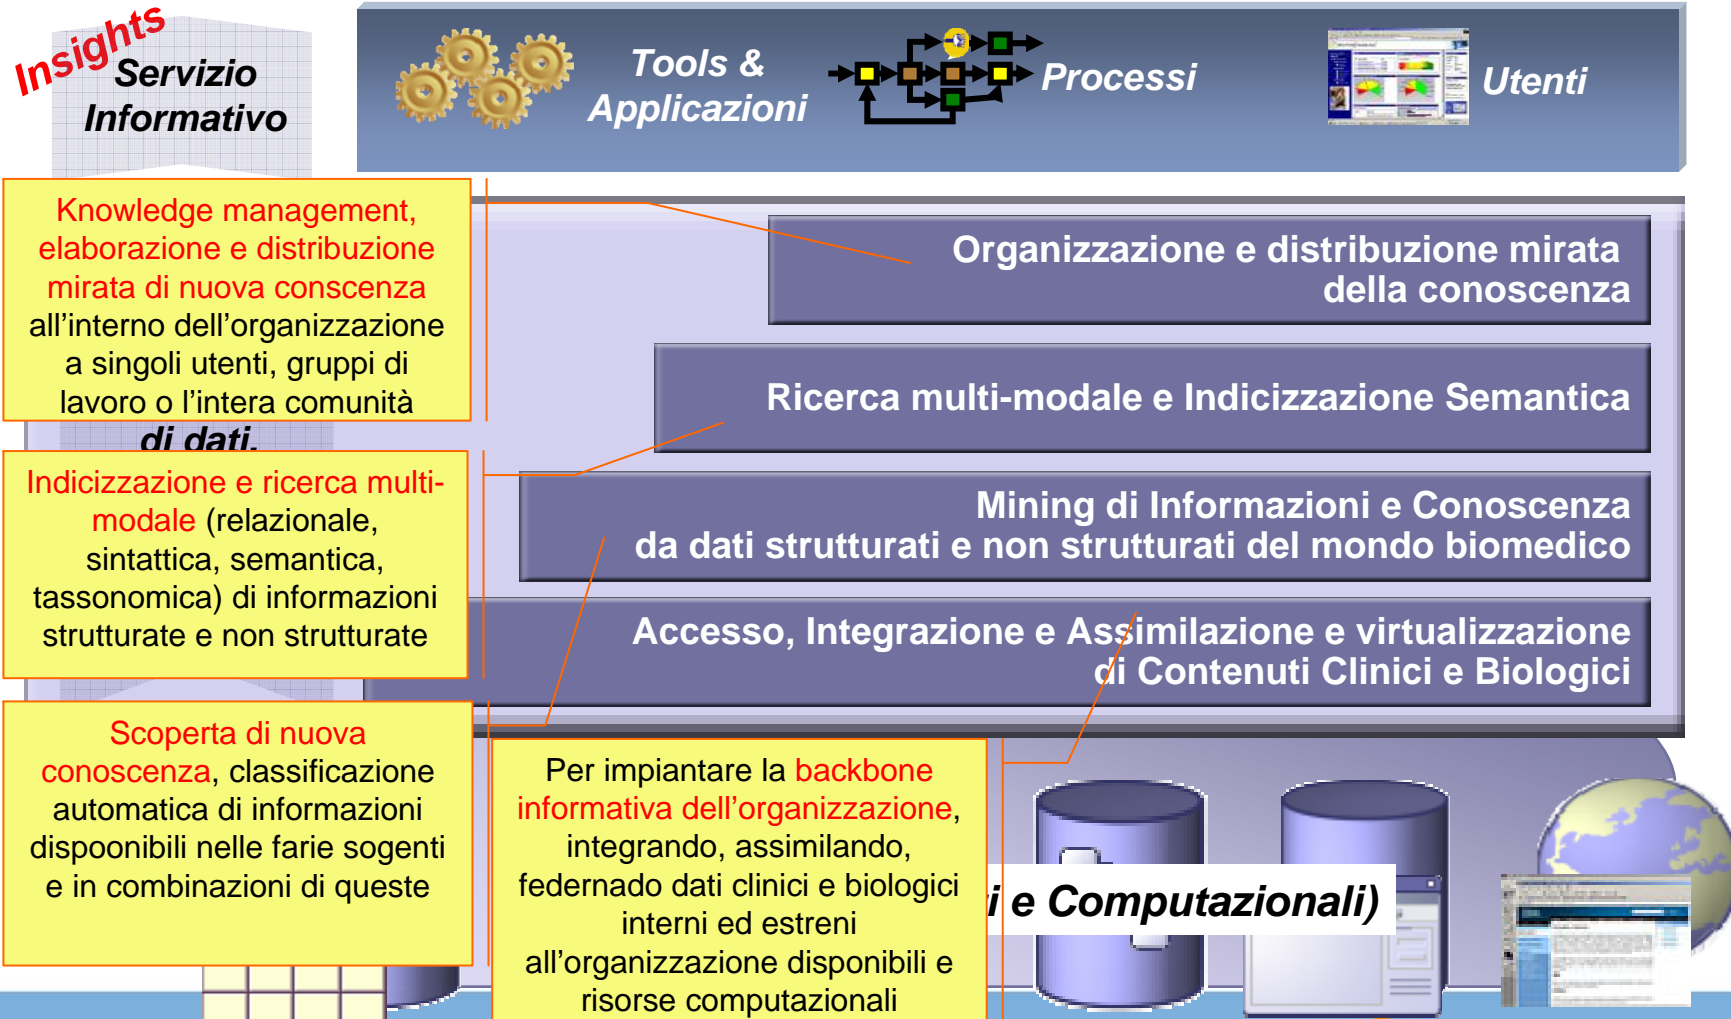 Insights
Servizio
Informativo
Tools &
Applicazioni
Processi
Utenti
Knowledge management,
elaborazione e distribuzione
mirata di nuova conscenza
all'interno dell'organizzazione
a singoli utenti, gruppi di
lavoro o l'intera comunità
di dati.
Organizzazione e distribuzione mirata
della conoscenza
Ricerca multi-modale e Indicizzazione Semantica
Indicizzazione e ricerca multi-
modale (relazionale,
sintattica, semantica,
tassonomica) di informazioni
strutturate e non strutturate
Mining di Informazioni e Conoscenza
da dati strutturati e non strutturati del mondo biomedico
Accesso, Integrazione e Assimilazione e virtualizzazione
di Contenuti Clinici e Biologici
Scoperta di nuova
conoscenza, classificazione
automatica di informazioni
dispoonibili nelle farie sogenti
e in combinazioni di queste
Per impiantare la backbone
informativa dell'organizzazione,
integrando, assimilando,
federnado dati clinici e biologici
interni ed estreni
all'organizzazione disponibili e
risorse computazionali
i e Computazionali)